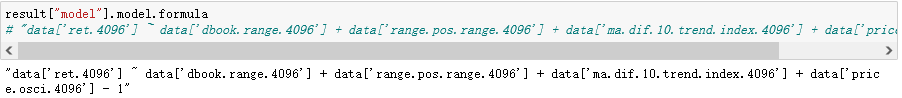 result["model"].model.formula
# "data['ret.4096'] ~ data['dbook.range.4096'] + data['range.pos.range.4096'] + data['ma.dif.10.trend.index.4096'] + data['price
"data['ret.4096'] ~ data['dbook.range.4096'] + data['range.pos.range.4096'] + data['ma.dif.10.trend.index.4096'] + data['pric
e.osci.4096'] - 1"